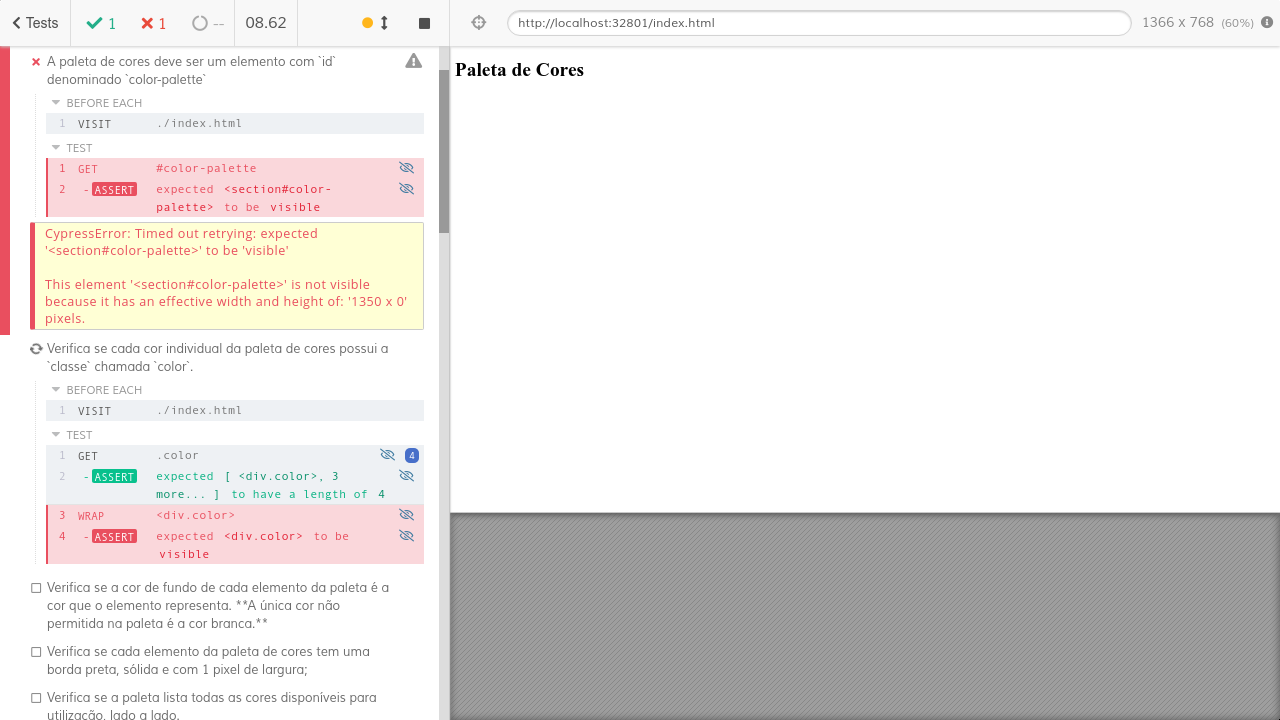 Tests
1
1
--
08.62
http://localhost:32801/index.html
1366 x 768 (60%)
A paleta de cores deve ser um elemento com `id`
denominado `color-palette`
BEFORE EACH
1 VISIT ./index.html
TEST
1 GET #color-palette
2 -ASSERT expected <section#color-
palette> to be visible
CypressError: Timed out retrying: expected
'<section#color-palette>' to be 'visible'
This element '<section#color-palette>' is not visible
because it has an effective width and height of: '1350 x 0'
pixels.
Verifica se cada cor individual da paleta de cores possui a
`classe` chamada `color`.
BEFORE EACH
1 VISIT ./index.html
TEST
1 GET .color 4
2 -ASSERT expected [ <div.color>, 3
more... ] to have a length of 4
3 WRAP <div.color>
4 -ASSERT expected <div.color> to be
visible
Verifica se a cor de fundo de cada elemento da paleta é a
cor que o elemento representa. **A única cor não
permitida na paleta é a cor branca.**
Verifica se cada elemento da paleta de cores tem uma
borda preta, sólida e com 1 pixel de largura;
Verifica se a paleta lista todas as cores disponíveis para
utilização, lado a lado.
Paleta de Cores